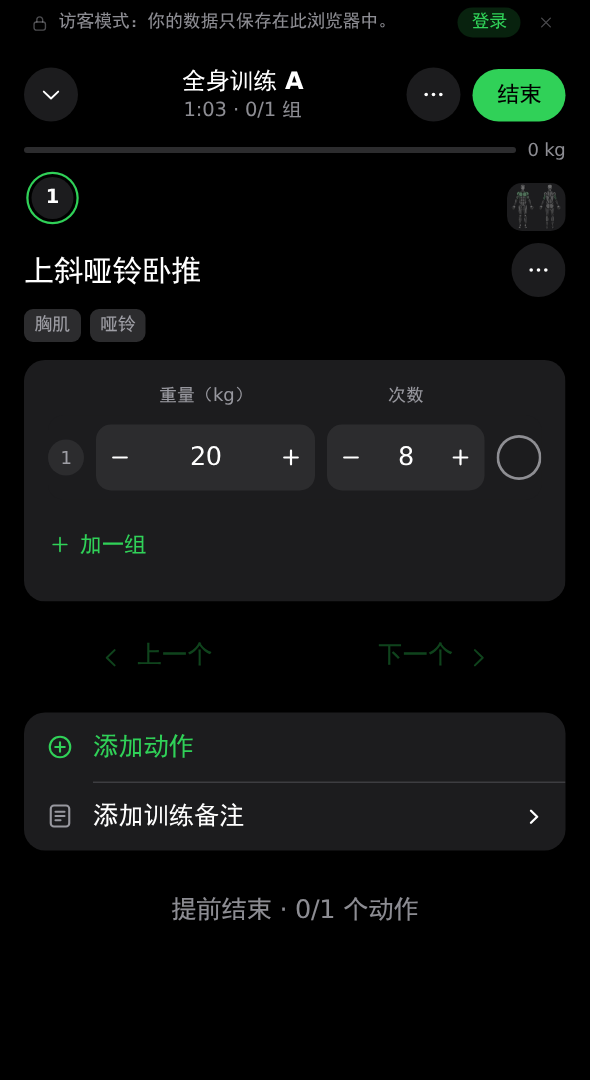 访客模式：你的数据只保存在此浏览器中。 登录
全身训练 A
1:03 · 0/1 组
结束
0 kg
1
上斜哑铃卧推
胸肌 哑铃
重量（kg） 次数
1 − 20 + − 8 +
+ 加一组
上一个 下一个
添加动作
添加训练备注
提前结束 · 0/1 个动作